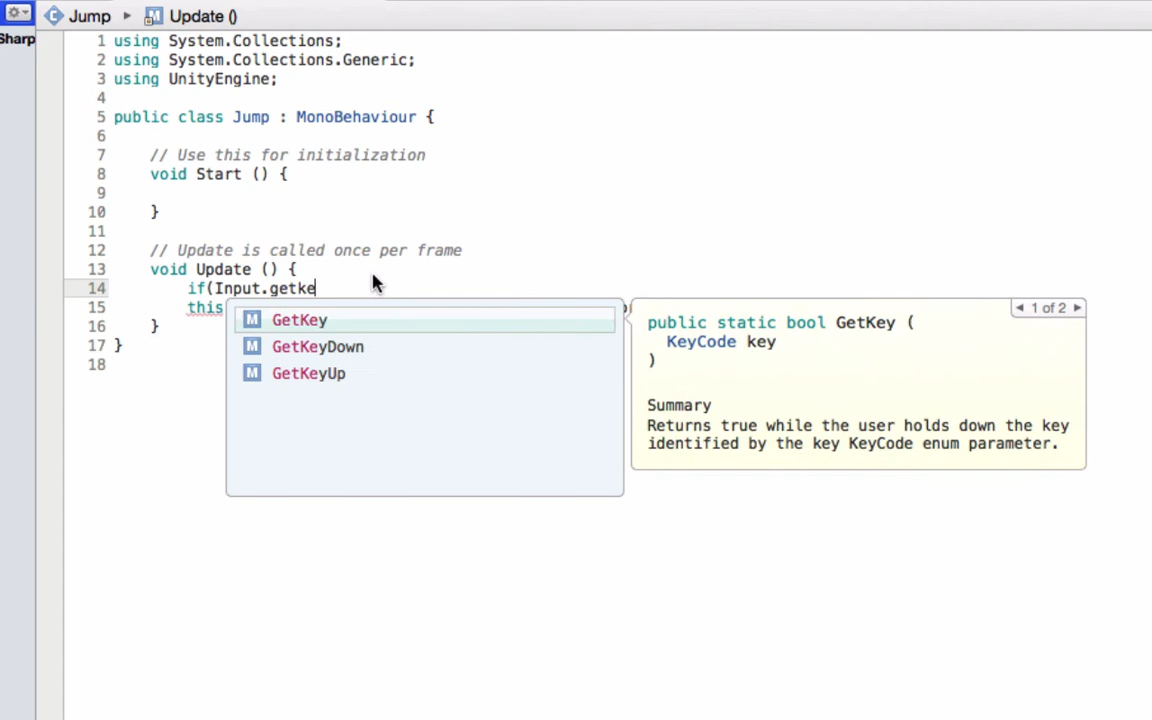 Jump ▸ Update ()
Sharp
1 using System.Collections;
2 using System.Collections.Generic;
3 using UnityEngine;
4
5 public class Jump : MonoBehaviour {
6
7 // Use this for initialization
8 void Start () {
9
10 }
11
12 // Update is called once per frame
13 void Update () {
14 if(Input.getke
15 this
16 }
17 }
18
GetKey
GetKeyDown
GetKeyUp
◀ 1 of 2 ▶
public static bool GetKey (
KeyCode key
)
Summary
Returns true while the user holds down the key
identified by the key KeyCode enum parameter.